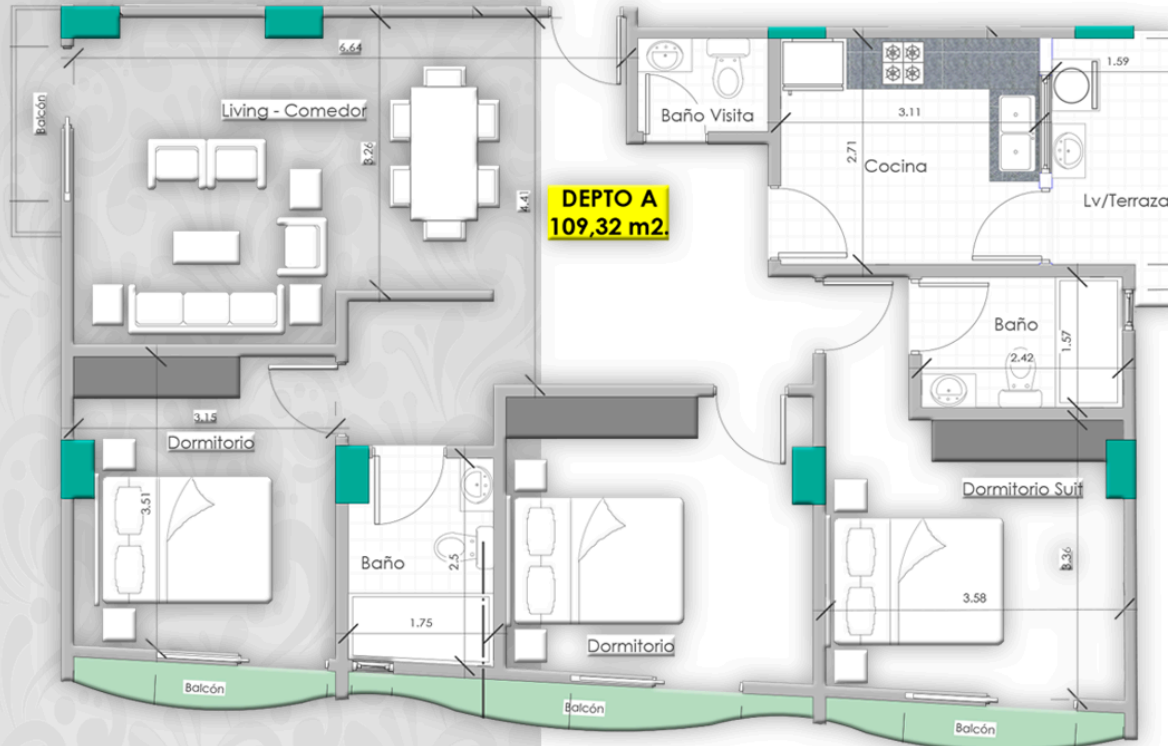 6.64
1.59
Balcón
Living - Comedor
Baño Visita
3.11
3.26
2.71
Cocina
4.41
DEPTO A
109,32 m2.
Lv/Terraza
Baño
1.57
2.42
3.15
Dormitorio
3.51
Dormitorio Suit
Baño
2.5
3.36
3.58
1.75
Dormitorio
Balcón
Balcón
Balcón